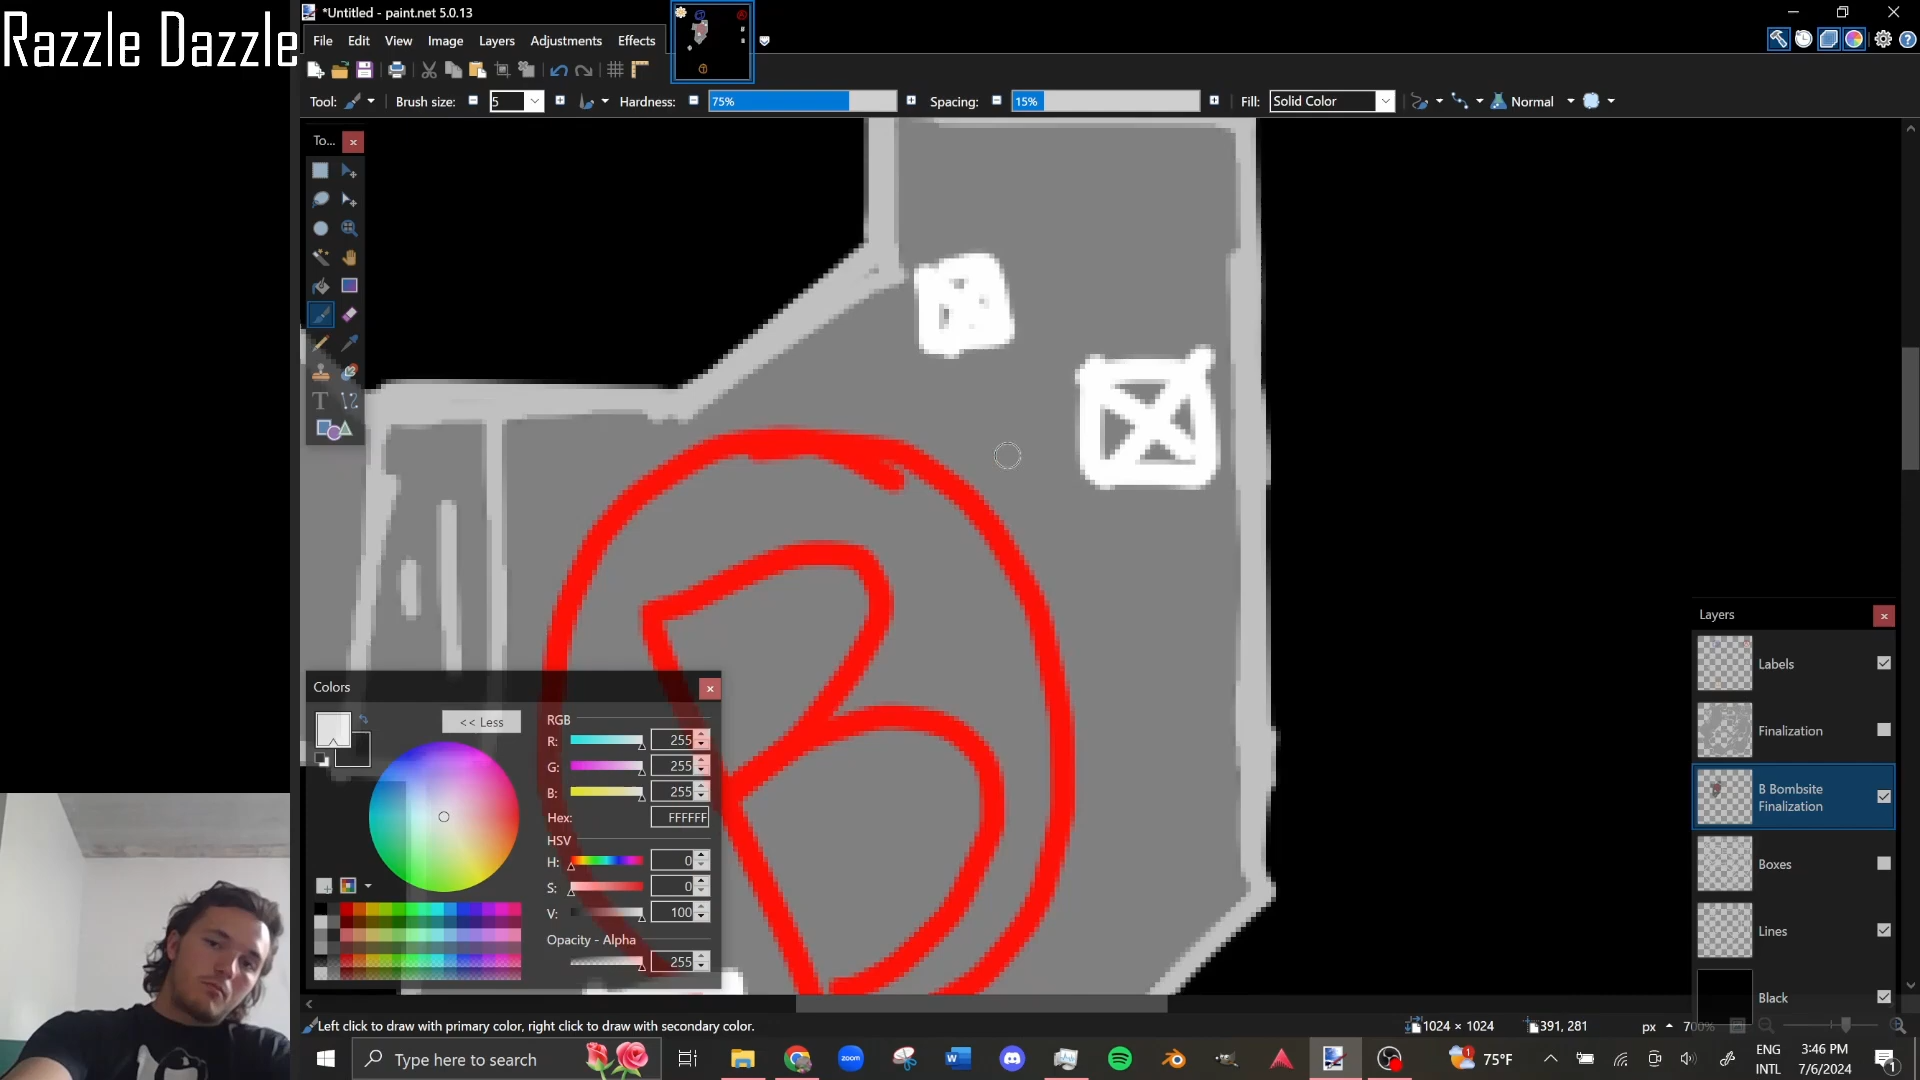 Razzle Dazzle
*Untitled - paint.net 5.0.13
File Edit View Image Layers Adjustments Effects
Tool: Brush size: 5 Hardness: 75% Spacing: 15% Fill: Solid Color Normal
To...
T
B
Colors
<< Less
RGB
R: 255
G: 255
B: 255
Hex: FFFFFF
HSV
H: 0
S: 0
V: 100
Opacity - Alpha
255
Layers
Labels
Finalization
B Bombsite
Finalization
Boxes
Lines
Black
Left click to draw with primary color, right click to draw with secondary color.
1024 × 1024
391, 281
px
700%
Type here to search
zoom
1
75°F
ENG
INTL
3:46 PM
7/6/2024
1